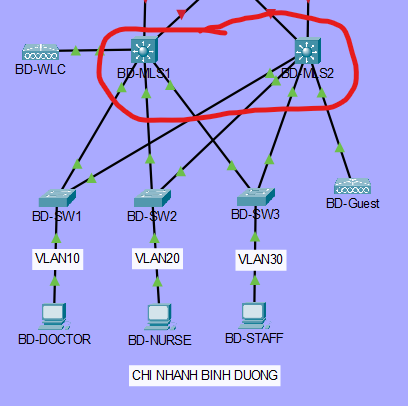 BD-WLC
BD-MLS1
BD-MLS2
BD-SW1
BD-SW2
BD-SW3
BD-Guest
VLAN10
VLAN20
VLAN30
BD-DOCTOR
BD-NURSE
BD-STAFF
CHI NHANH BINH DUONG